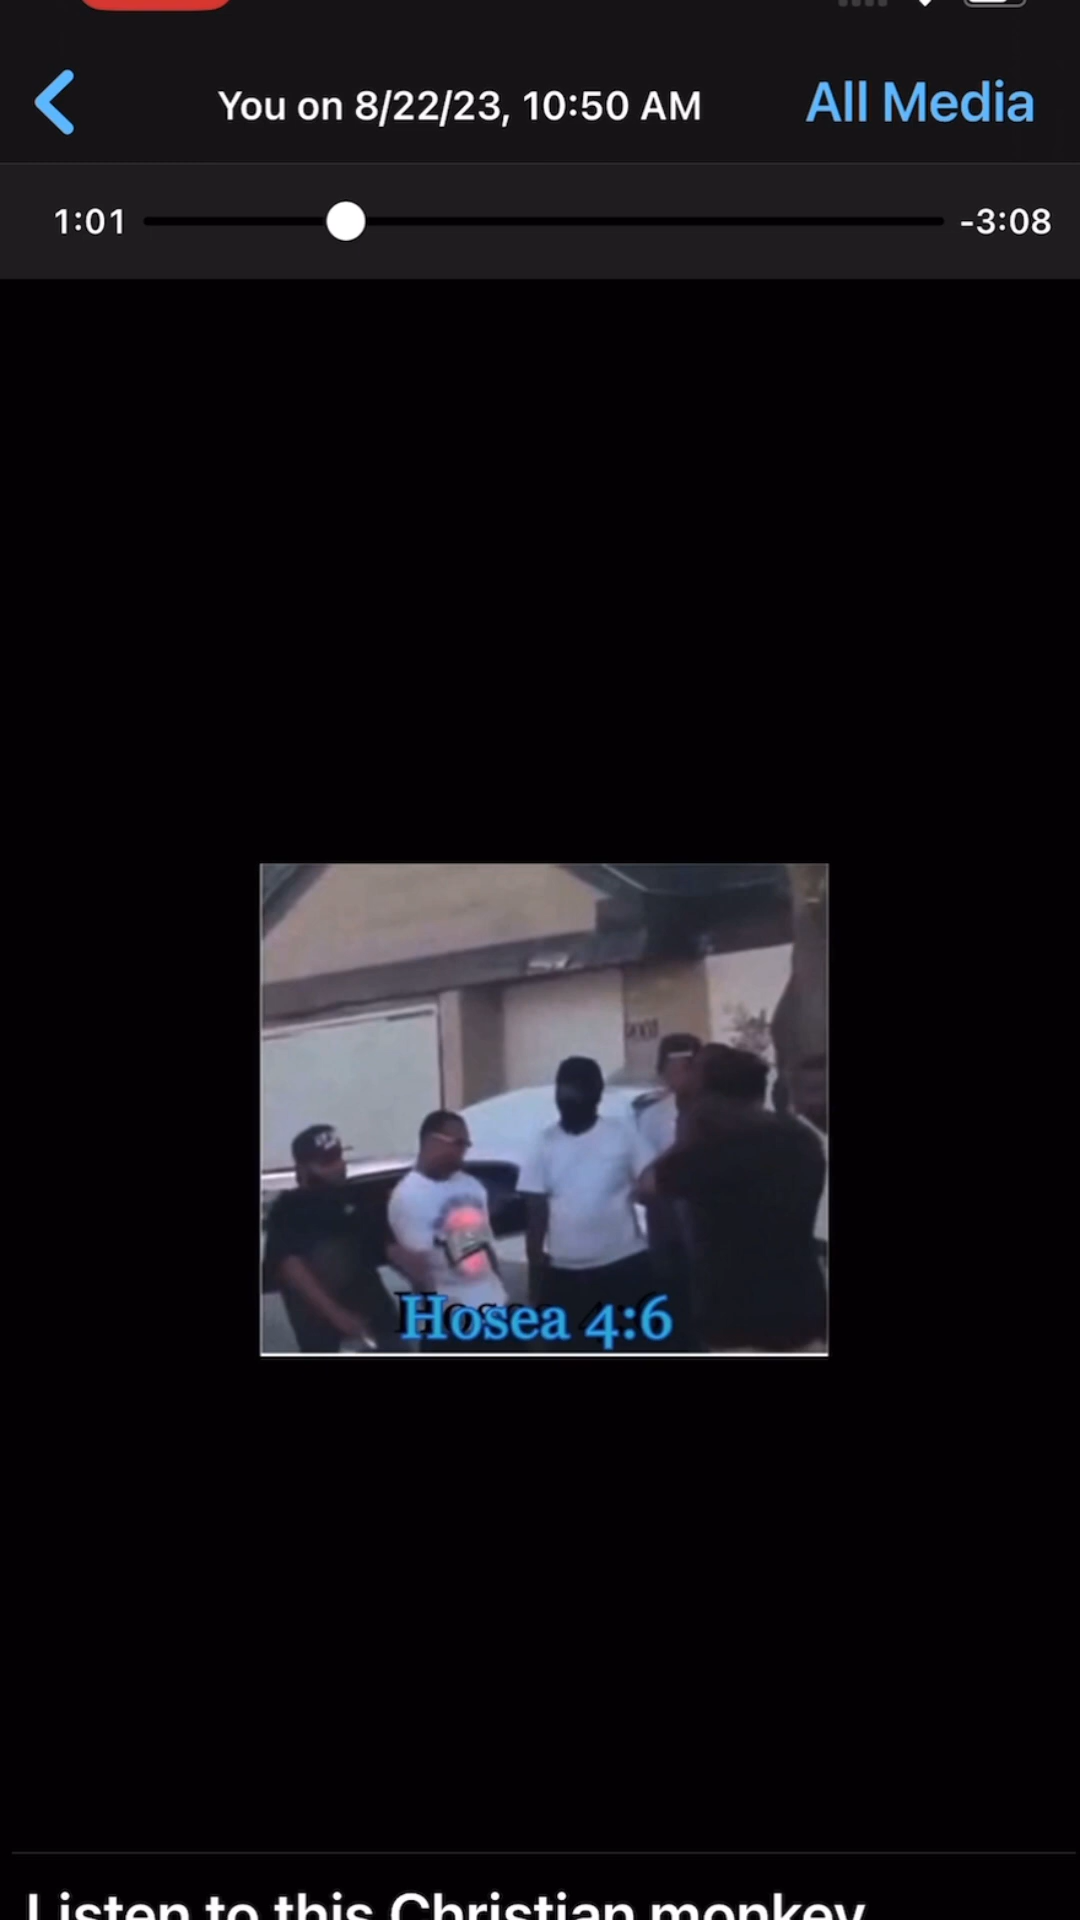 You on 8/22/23, 10:50 AM
All Media
1:01
-3:08
Hosea 4:6
Listen to this Christian monkey